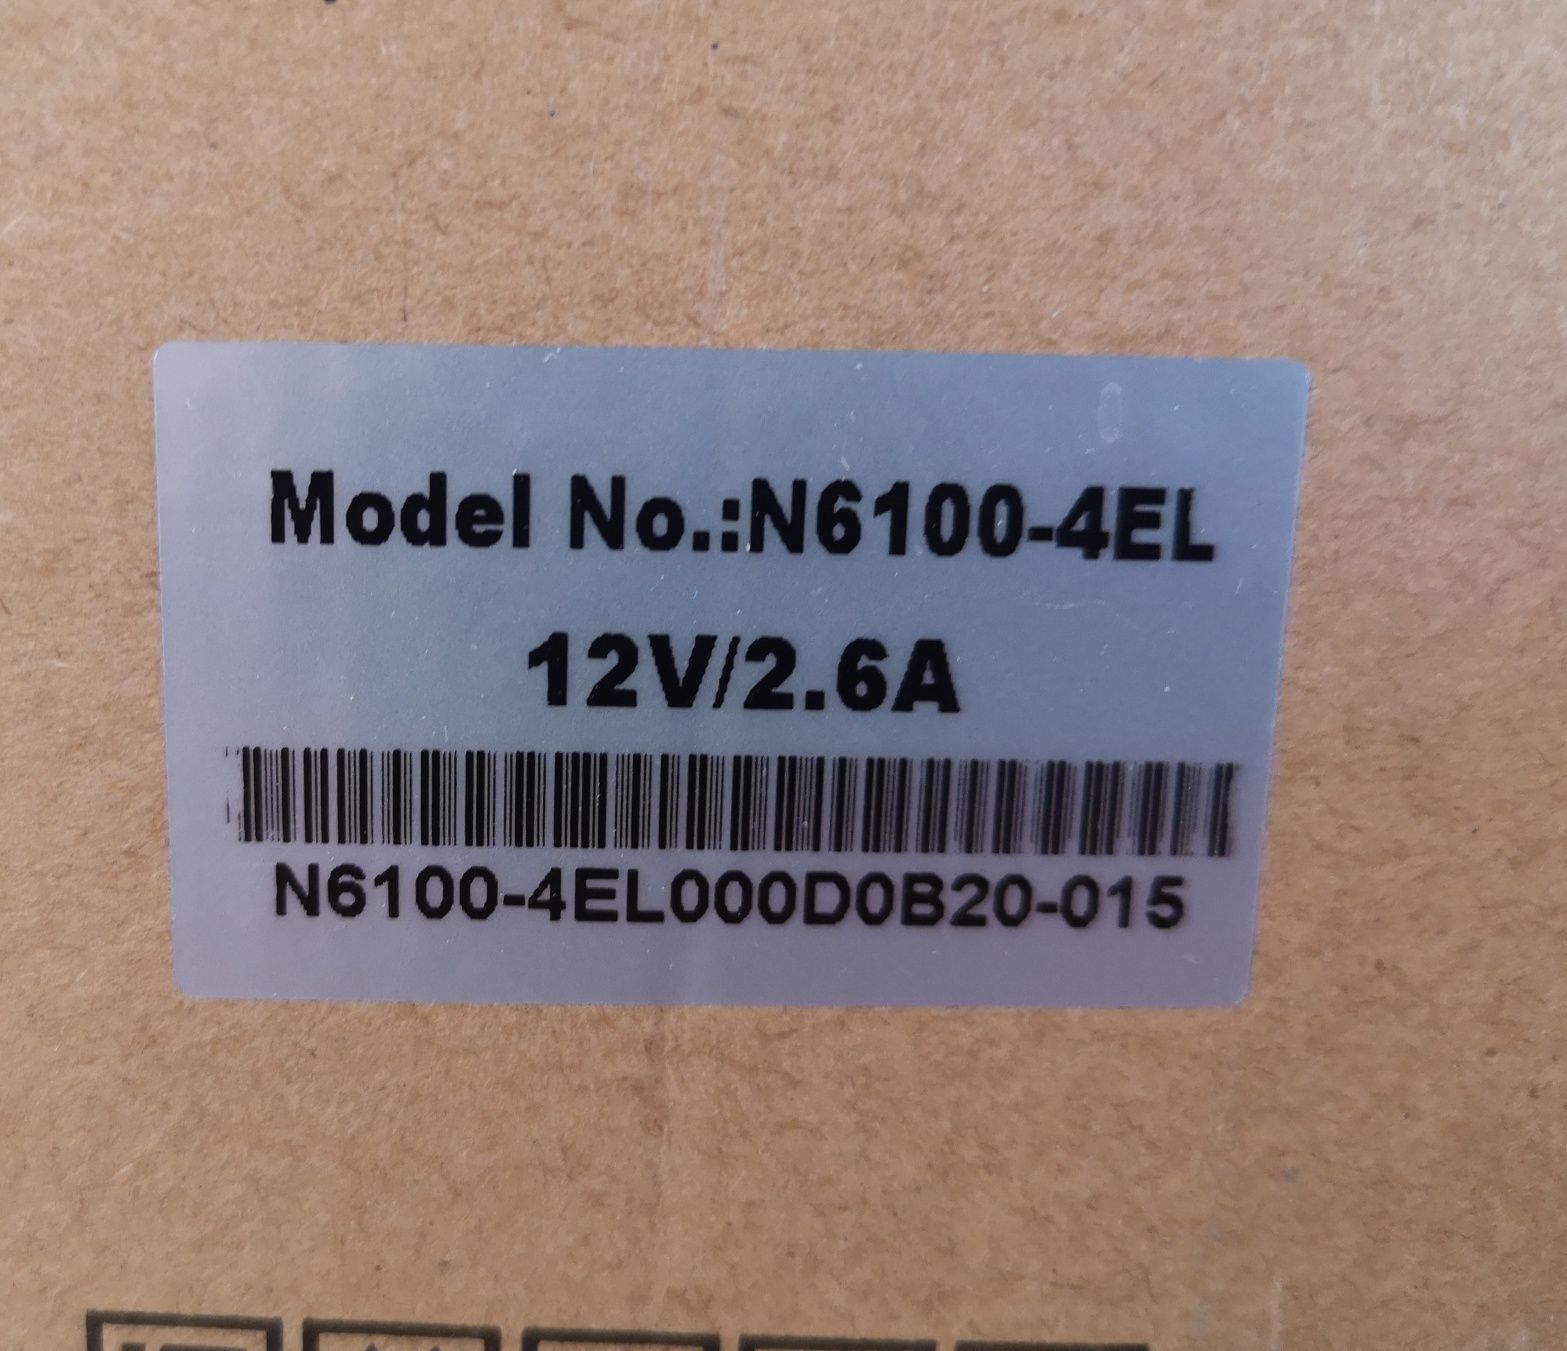 Model No.:N6100-4EL
12V/2.6A
N6100-4EL000D0B20-015